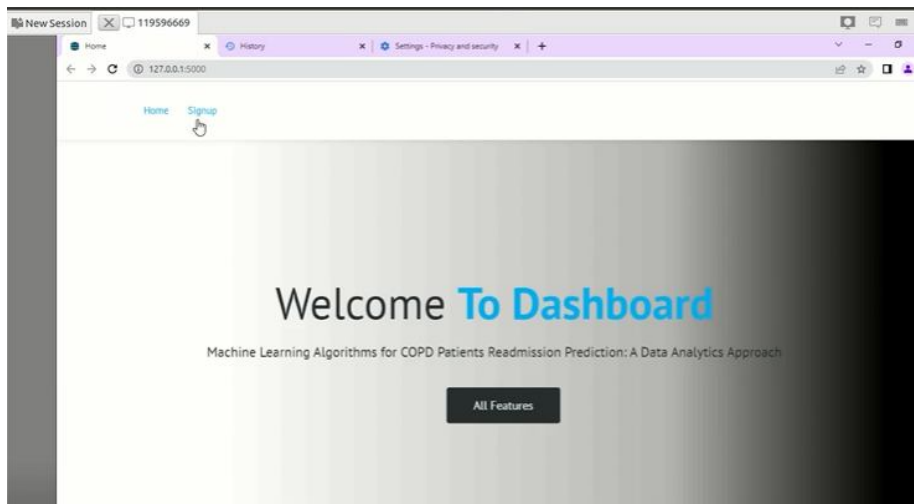 New Session 119596669
Home History Settings - Privacy and security
127.0.0.1:5000
Home Signup
Welcome To Dashboard
Machine Learning Algorithms for COPD Patients Readmission Prediction: A Data Analytics Approach
All Features